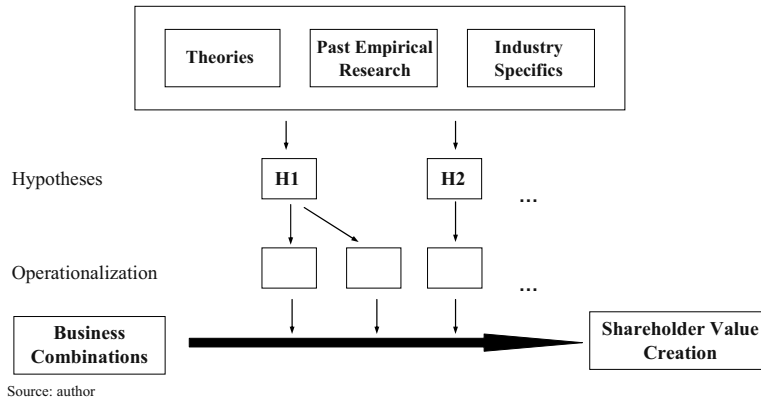 Theories
Past Empirical
Research
Industry
Specifics
Hypotheses
H1
H2
...
Operationalization
...
Business
Combinations
Shareholder Value
Creation
Source: author